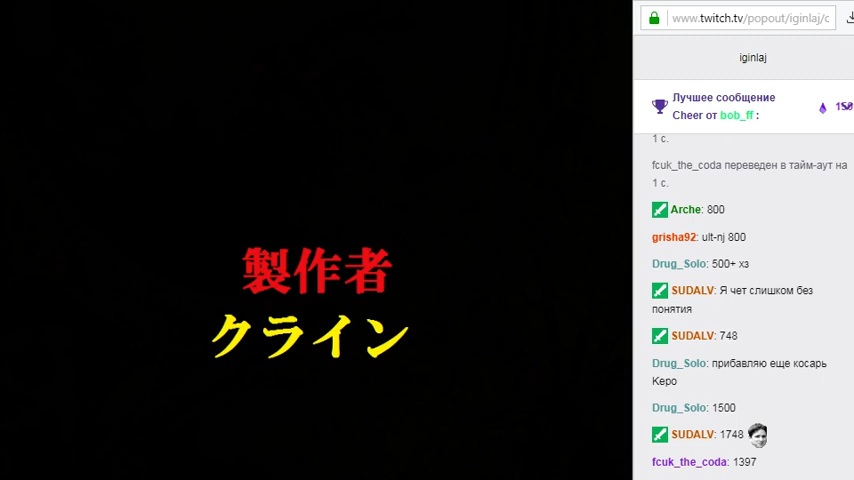 製作者
クライン
www.twitch.tv/popout/iginlaj/c
iginlaj
Лучшее сообщение
Cheer от bob_ff :
1 с.
fcuk_the_coda переведен в тайм-аут на
1 с.
Arche: 800
grisha92: ult-nj 800
Drug_Solo: 500+ хз
SUDALV: Я чет слишком без
понятия
SUDALV: 748
Drug_Solo: прибавляю еще косарь
Керо
Drug_Solo: 1500
SUDALV: 1748
fcuk_the_coda: 1397